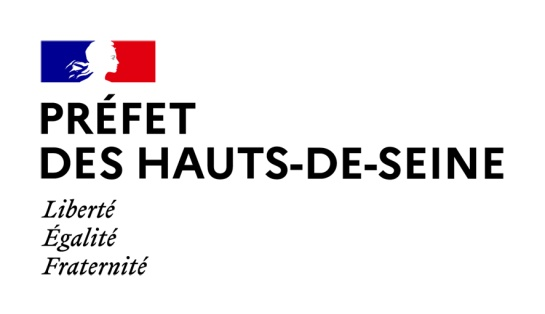 PRÉFET
DES HAUTS-DE-SEINE
Liberté
Égalité
Fraternité